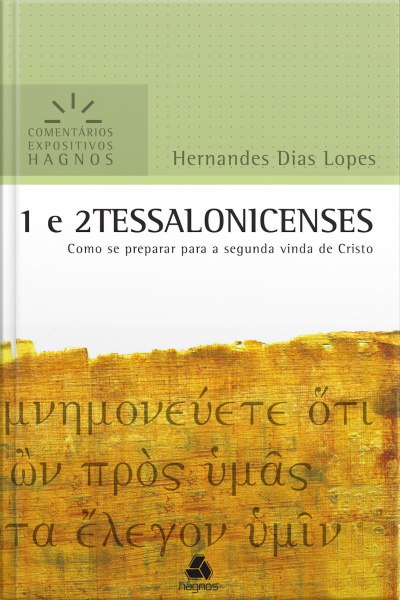 COMENTÁRIOS
EXPOSITIVOS
HAGNOS
Hernandes Dias Lopes
1 e 2TESSALONICENSES
Como se preparar para a segunda vinda de Cristo
μνημονεύετε ὅτι
ὢν πρὸς ὑμᾶς
τα ἔλεγον ὑμῖν
hagnos